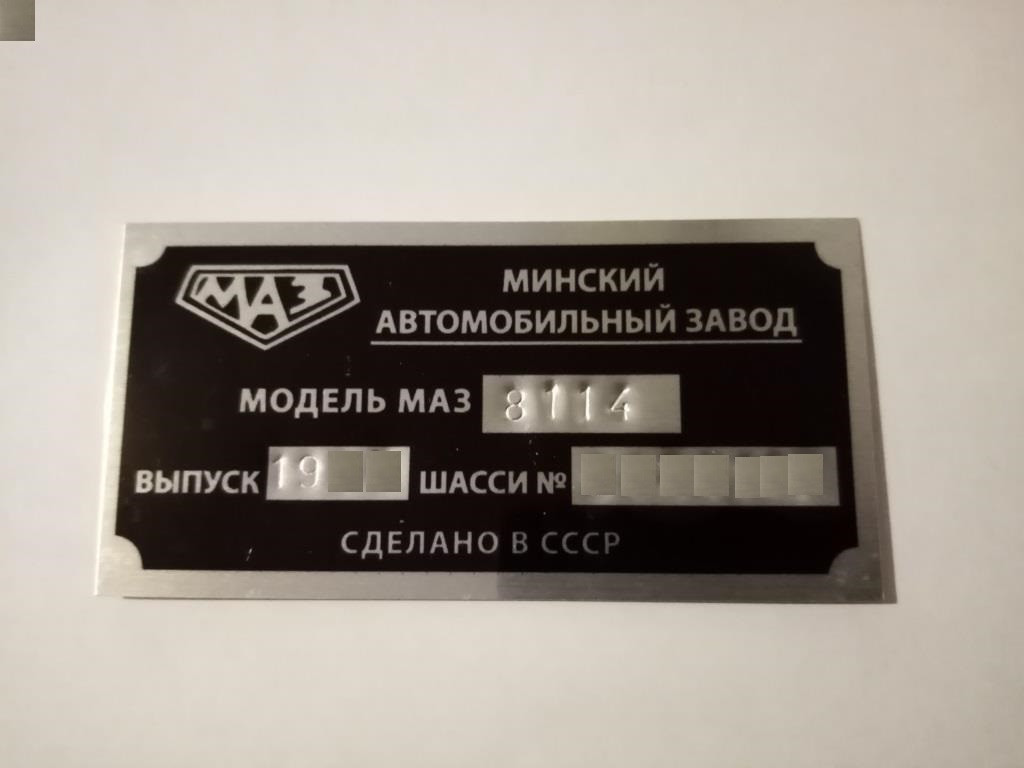 МАЗ
МИНСКИЙ
АВТОМОБИЛЬНЫЙ ЗАВОД
МОДЕЛЬ МАЗ 8114
ВЫПУСК 19 ШАССИ №
СДЕЛАНО В СССР